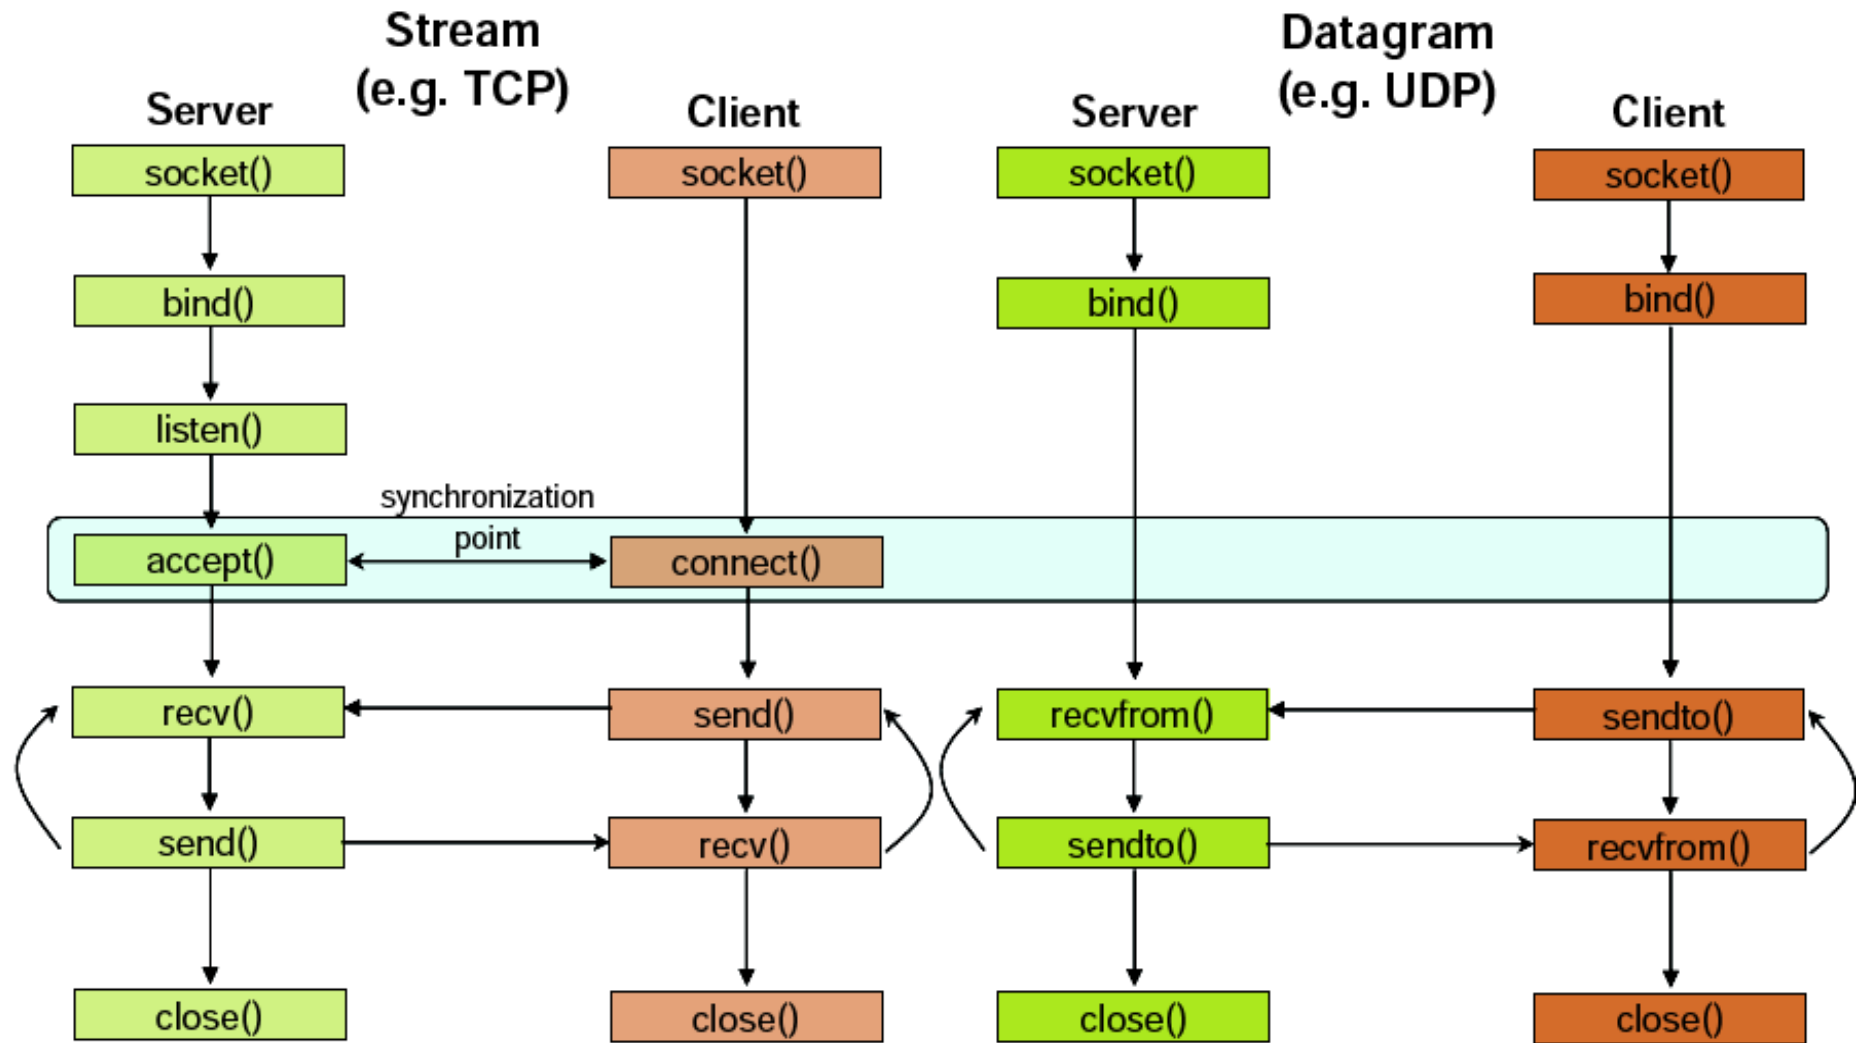 Stream
(e.g. TCP)
Datagram
(e.g. UDP)
Server
Client
Server
Client
socket()
socket()
socket()
socket()
bind()
bind()
bind()
listen()
synchronization
point
accept()
connect()
recv()
send()
recvfrom()
sendto()
send()
recv()
sendto()
recvfrom()
close()
close()
close()
close()